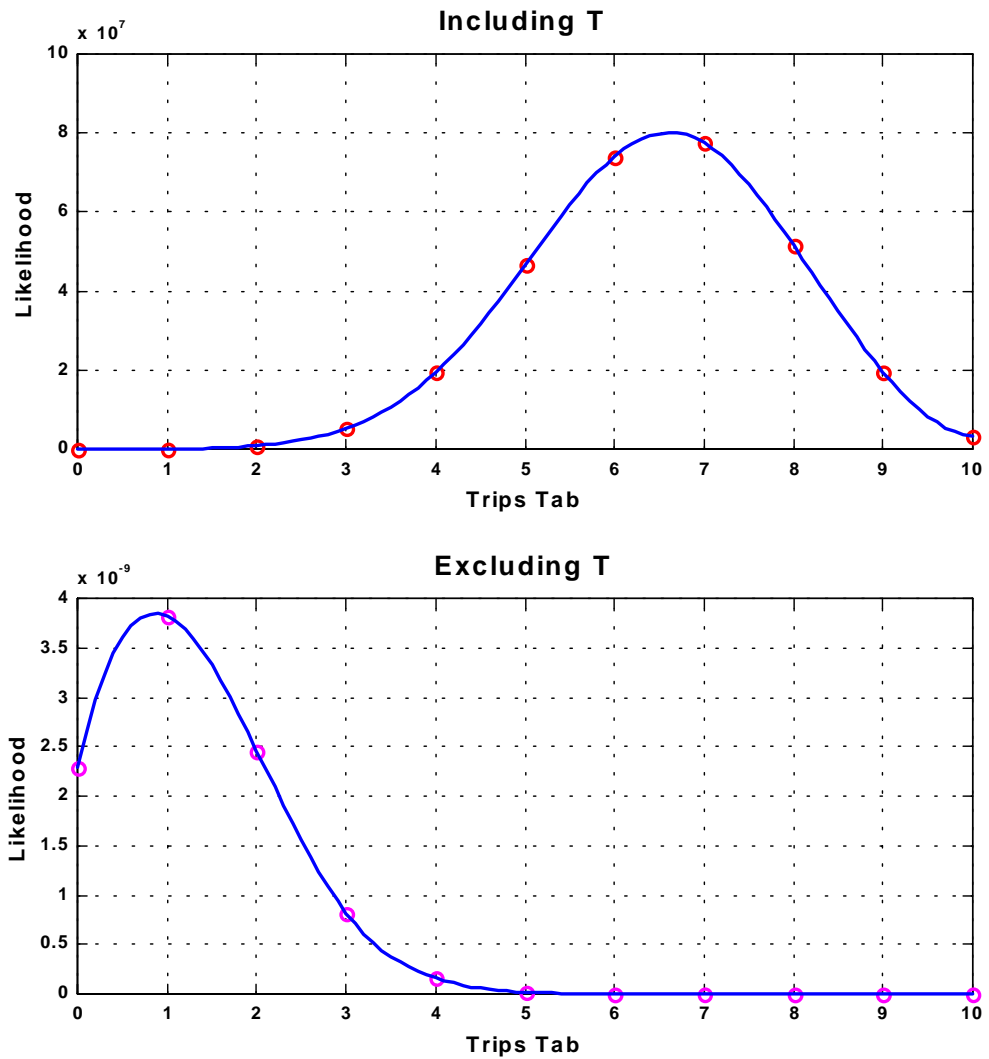 Including T
x 10^7
10
8
6
4
2
0
Likelihood
0 1 2 3 4 5 6 7 8 9 10
Trips Tab
Excluding T
x 10^-9
4
3.5
3
2.5
2
1.5
1
0.5
0
Likelihood
0 1 2 3 4 5 6 7 8 9 10
Trips Tab